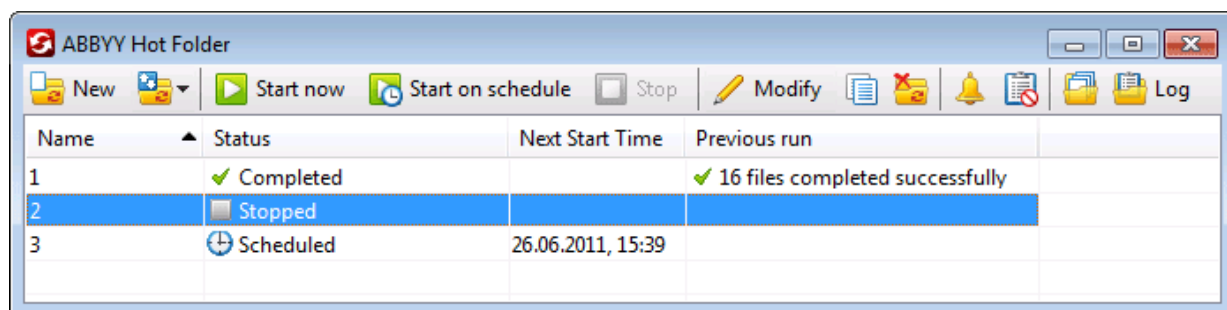 ABBYY Hot Folder
New Start now Start on schedule Stop Modify Log
Name Status Next Start Time Previous run
1 Completed 16 files completed successfully
2 Stopped
3 Scheduled 26.06.2011, 15:39